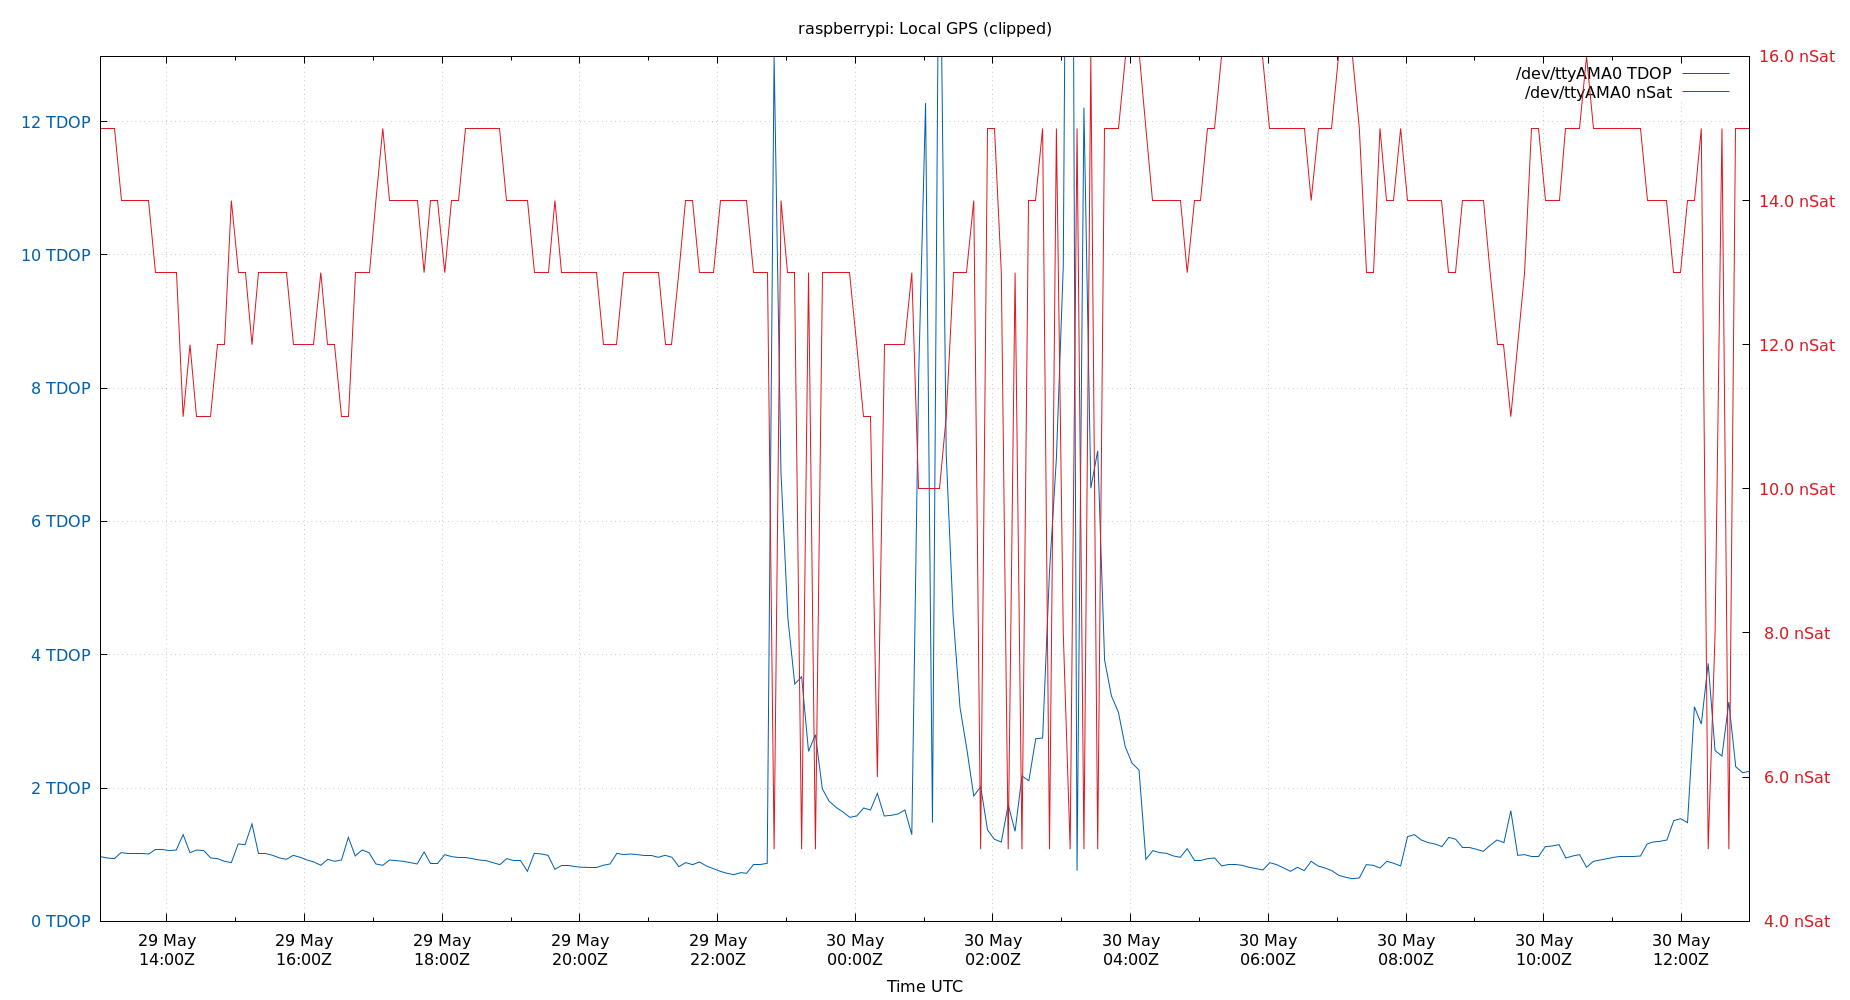 raspberrypi: Local GPS (clipped)
/dev/ttyAMA0 TDOP
/dev/ttyAMA0 nSat
12 TDOP
10 TDOP
8 TDOP
6 TDOP
4 TDOP
2 TDOP
0 TDOP
16.0 nSat
14.0 nSat
12.0 nSat
10.0 nSat
8.0 nSat
6.0 nSat
4.0 nSat
29 May
14:00Z
29 May
16:00Z
29 May
18:00Z
29 May
20:00Z
29 May
22:00Z
30 May
00:00Z
30 May
02:00Z
30 May
04:00Z
30 May
06:00Z
30 May
08:00Z
30 May
10:00Z
30 May
12:00Z
Time UTC